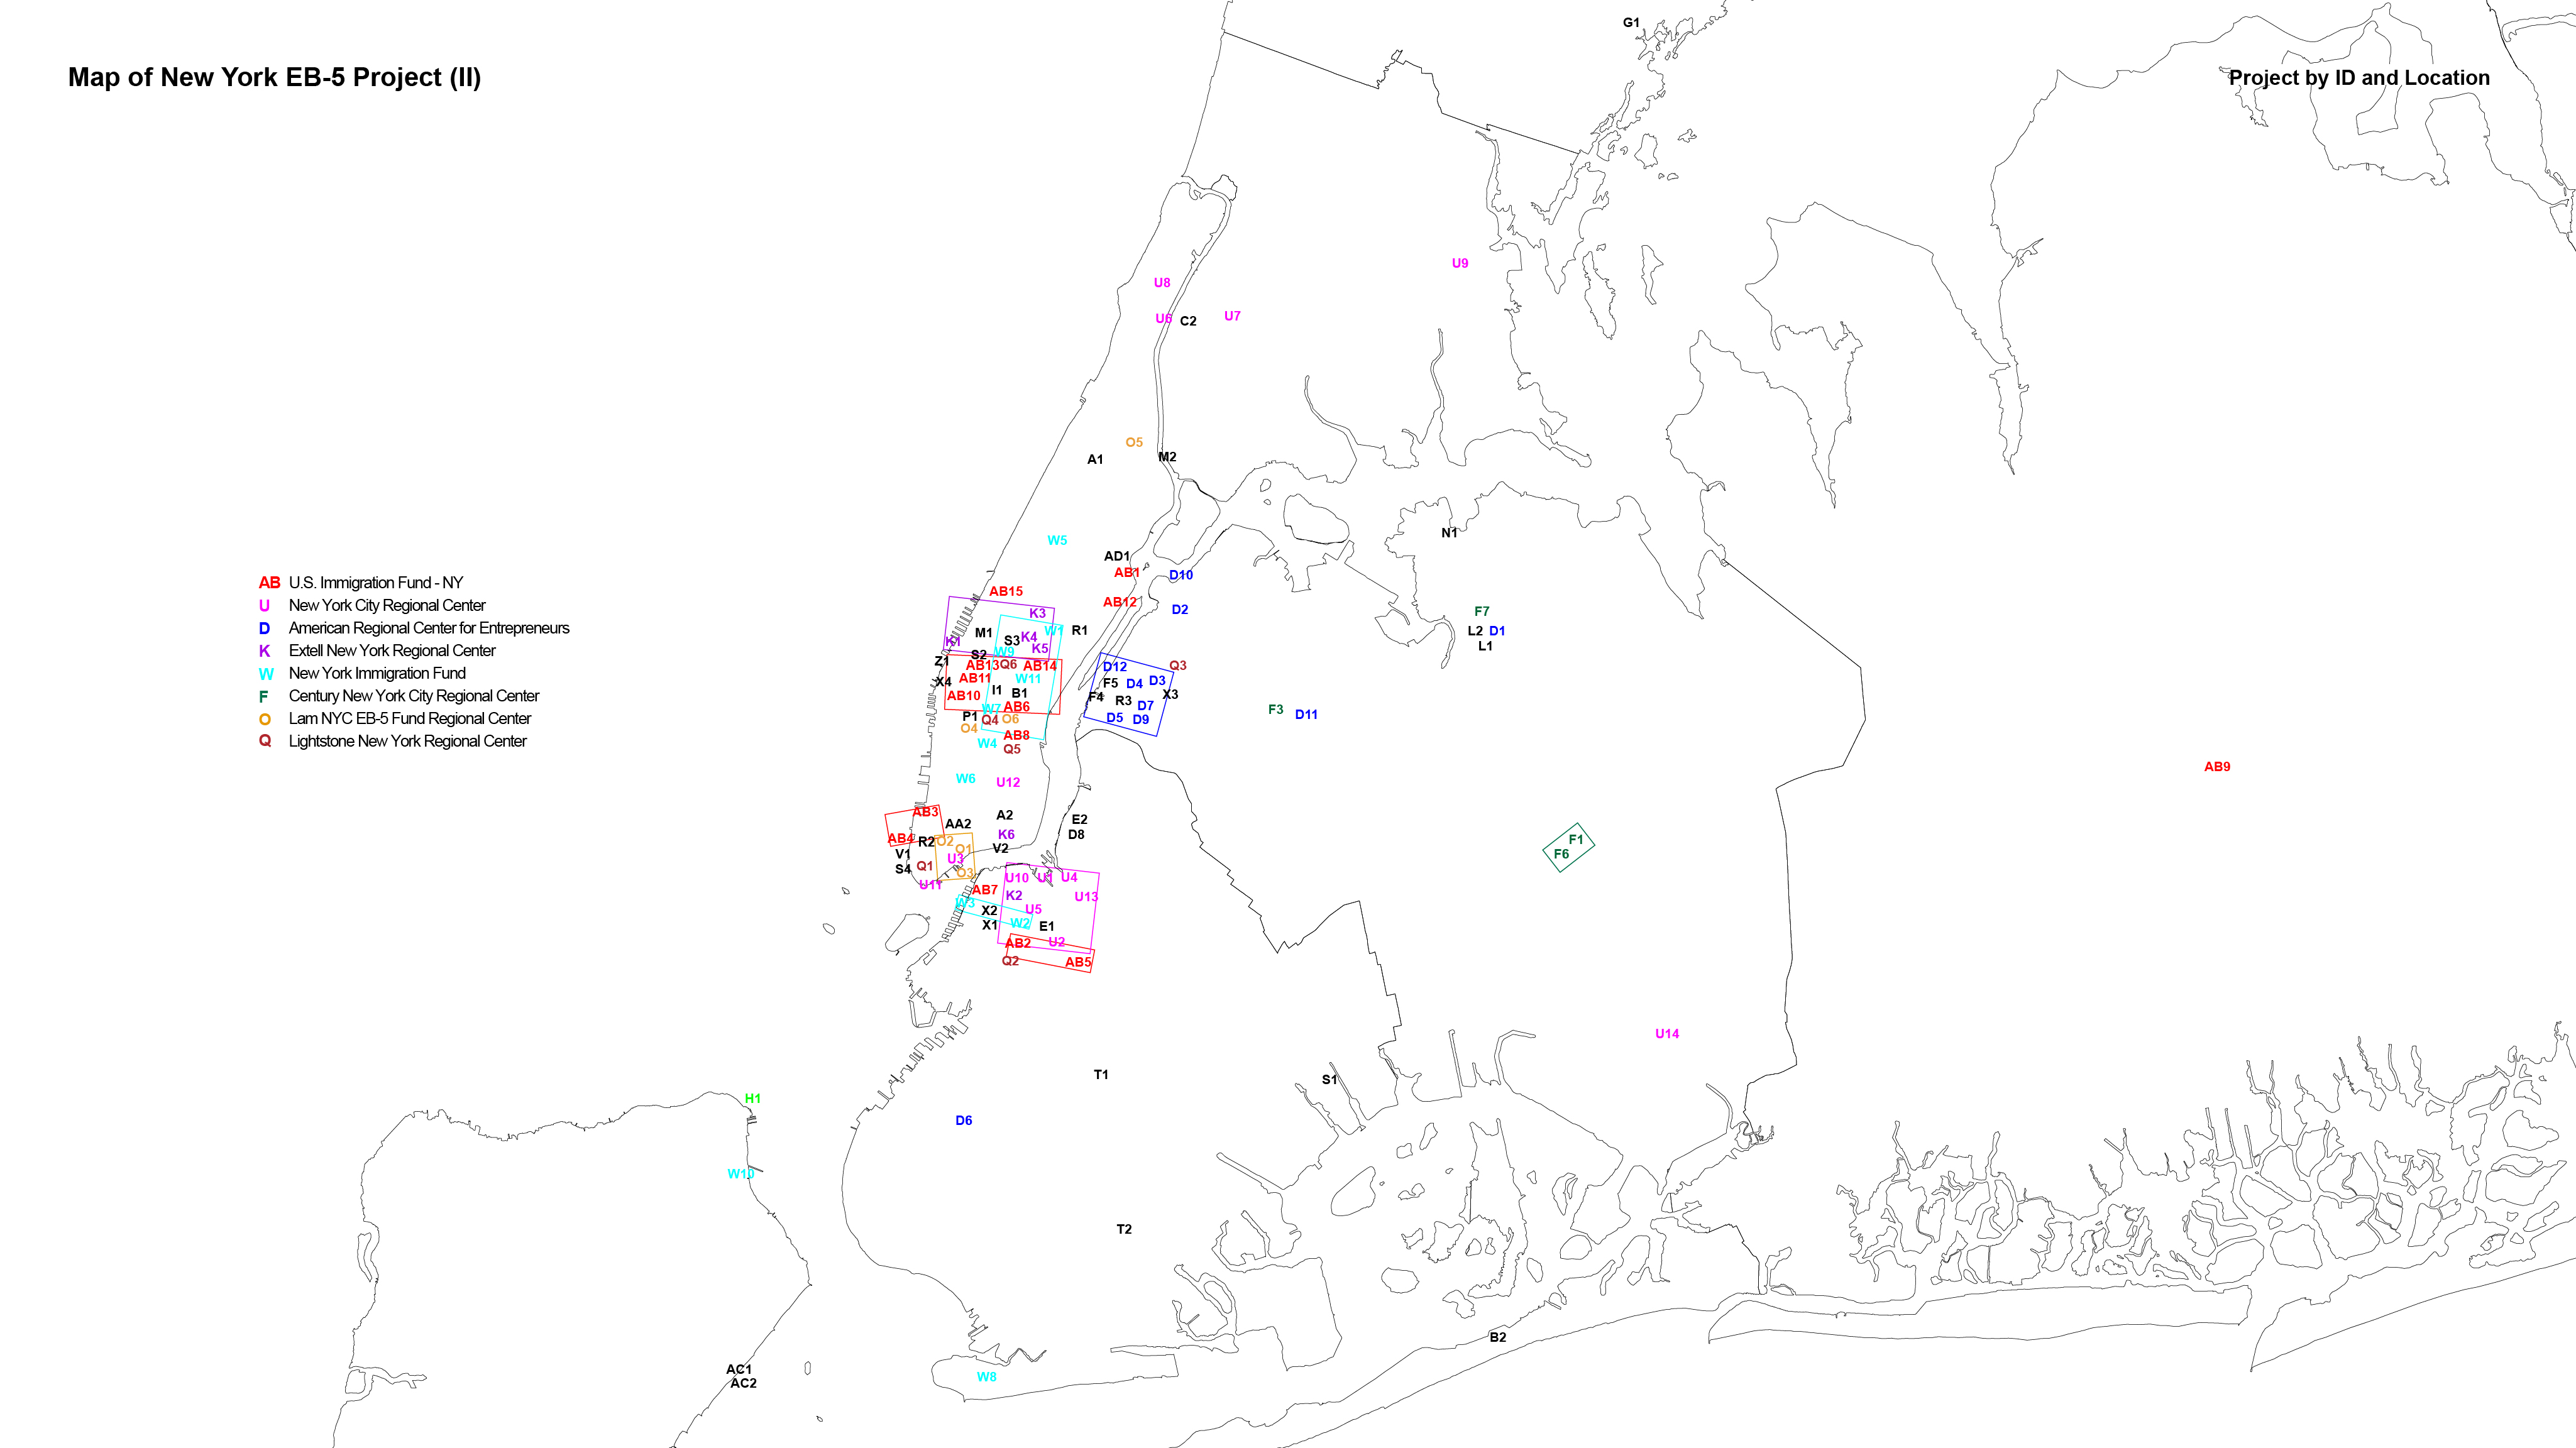 Map of New York EB-5 Project (II)
Project by ID and Location
G1
U9
U8
U6
C2
U7
O5
A1
M2
N1
W5
AD1
AB1
D10
AB15
AB12
D2
K3
F7
M1
K1
S3
K4
W1
R1
L2
D1
K5
L1
S2
W9
Z1
AB13
Q6
AB14
D12
Q3
X4
AB11
W11
F5
D4
D3
AB10
I1
B1
F4
R3
X3
W7
AB6
D7
F3
D11
P1
Q4
O6
D5
D9
O4
AB8
W4
Q5
W6
U12
AB9
AB U.S. Immigration Fund - NY
U New York City Regional Center
D American Regional Center for Entrepreneurs
K Extell New York Regional Center
W New York Immigration Fund
F Century New York City Regional Center
O Lam NYC EB-5 Fund Regional Center
Q Lightstone New York Regional Center
AB3
A2
AA2
E2
AB4
R2
O2
K6
D8
F1
V1
O1
V2
F6
U3
S4
Q1
O3
U11
U10
U1
U4
AB7
K2
U13
W3
X2
U5
X1
W2
E1
AB2
U2
Q2
AB5
U14
T1
S1
H1
D6
W10
T2
B2
AC1
AC2
W8